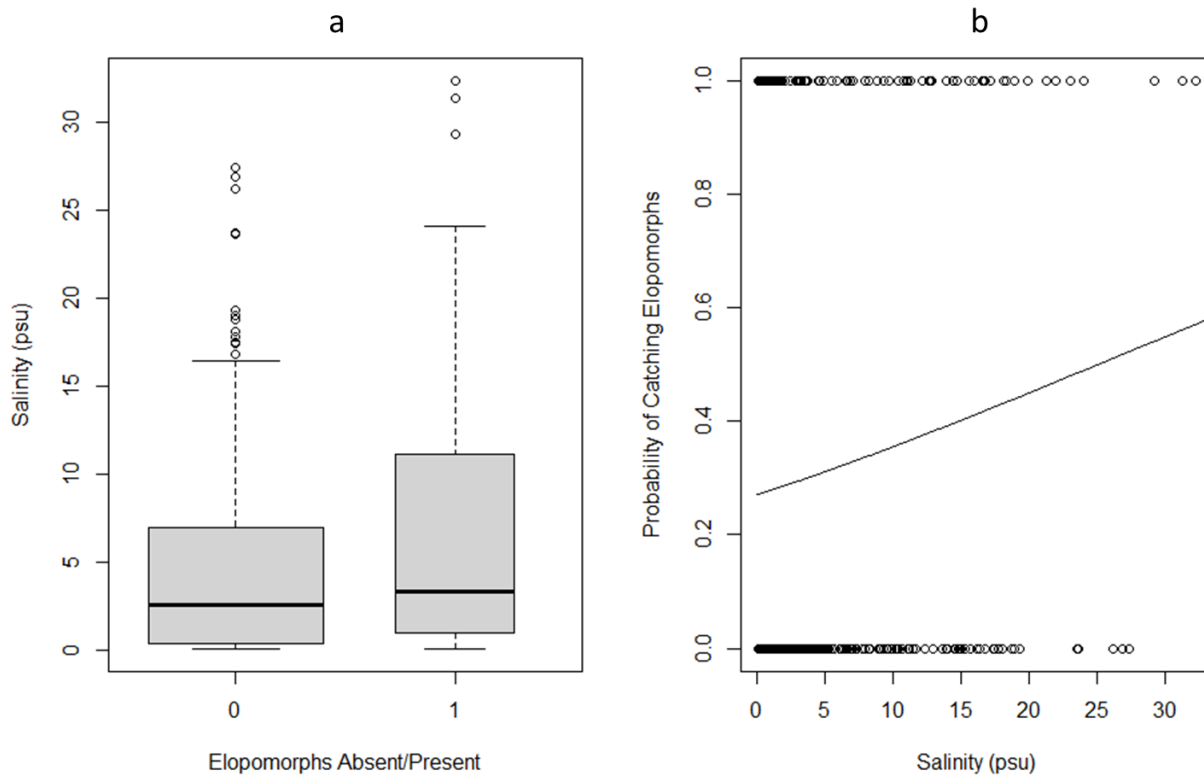 a
b
30
25
20
15
10
5
0
Salinity (psu)
0
1
Elopomorphs Absent/Present
1.0
0.8
0.6
0.4
0.2
0.0
Probability of Catching Elopomorphs
0 5 10 15 20 25 30
Salinity (psu)